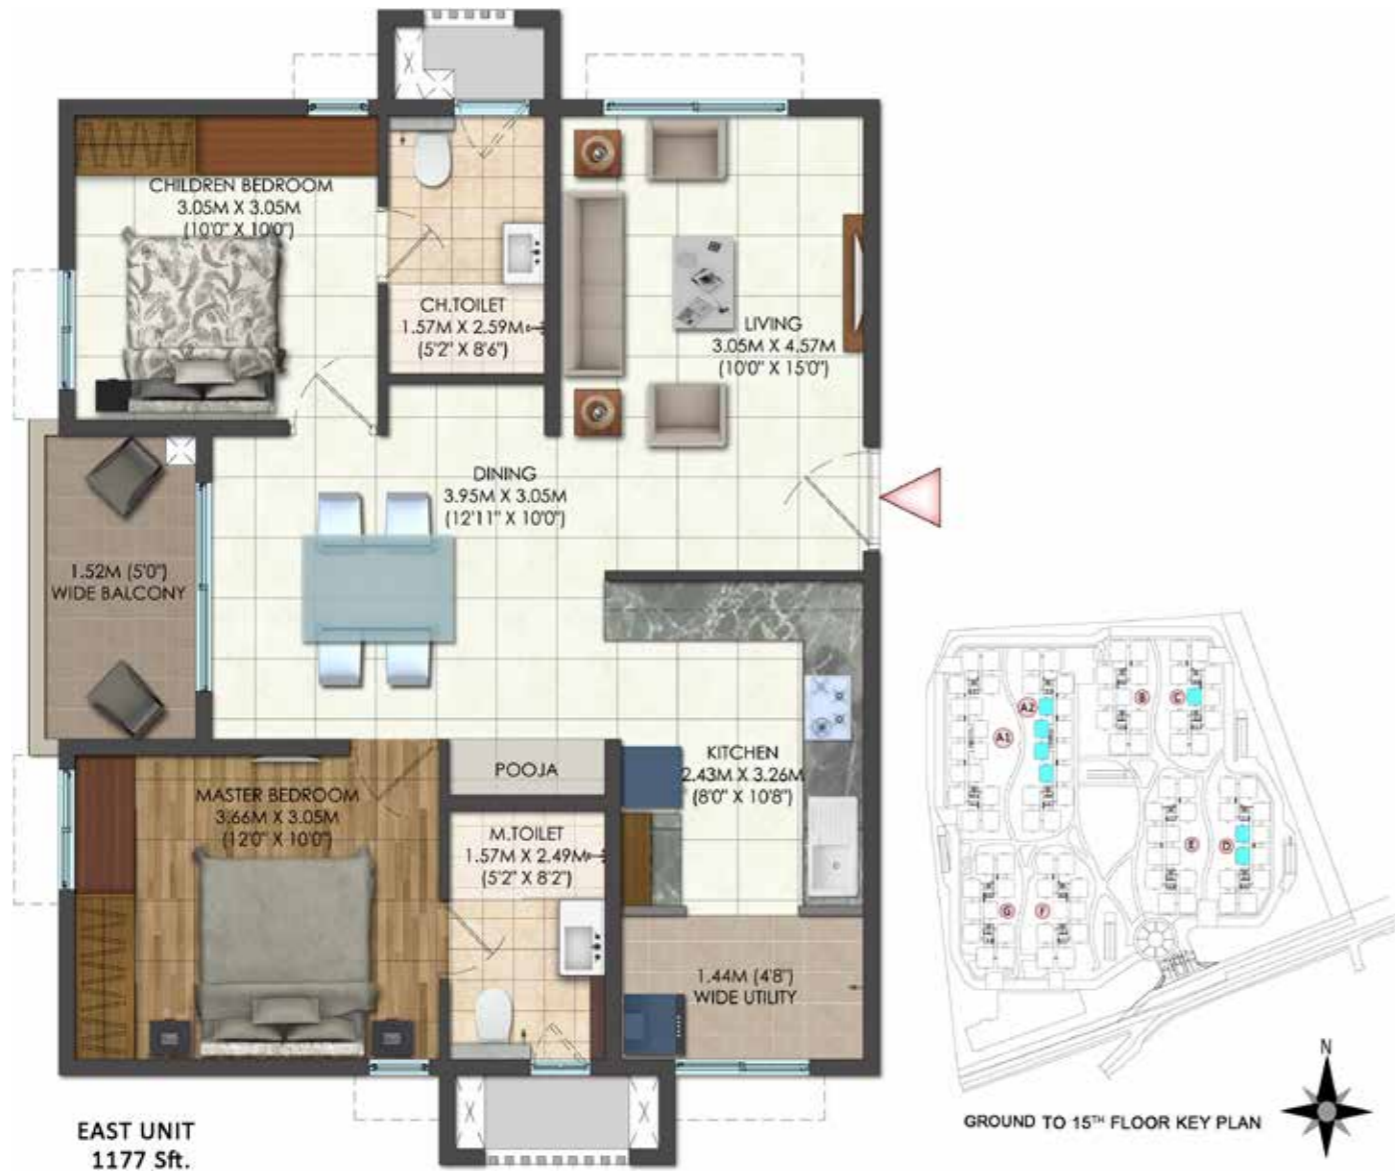 CHILDREN BEDROOM
3.05M X 3.05M
(10'0" X 10'0")
CH.TOILET
1.57M X 2.59M
(5'2" X 8'6")
LIVING
3.05M X 4.57M
(10'0" X 15'0")
DINING
3.95M X 3.05M
(12'11" X 10'0")
1.52M (5'0")
WIDE BALCONY
POOJA
KITCHEN
2.43M X 3.26M
(8'0" X 10'8")
MASTER BEDROOM
3.66M X 3.05M
(12'0" X 10'0")
M.TOILET
1.57M X 2.49M
(5'2" X 8'2")
1.44M (4'8")
WIDE UTILITY
EAST UNIT
1177 Sft.
A2
B
C
A1
E
D
G
F
N
GROUND TO 15TH FLOOR KEY PLAN